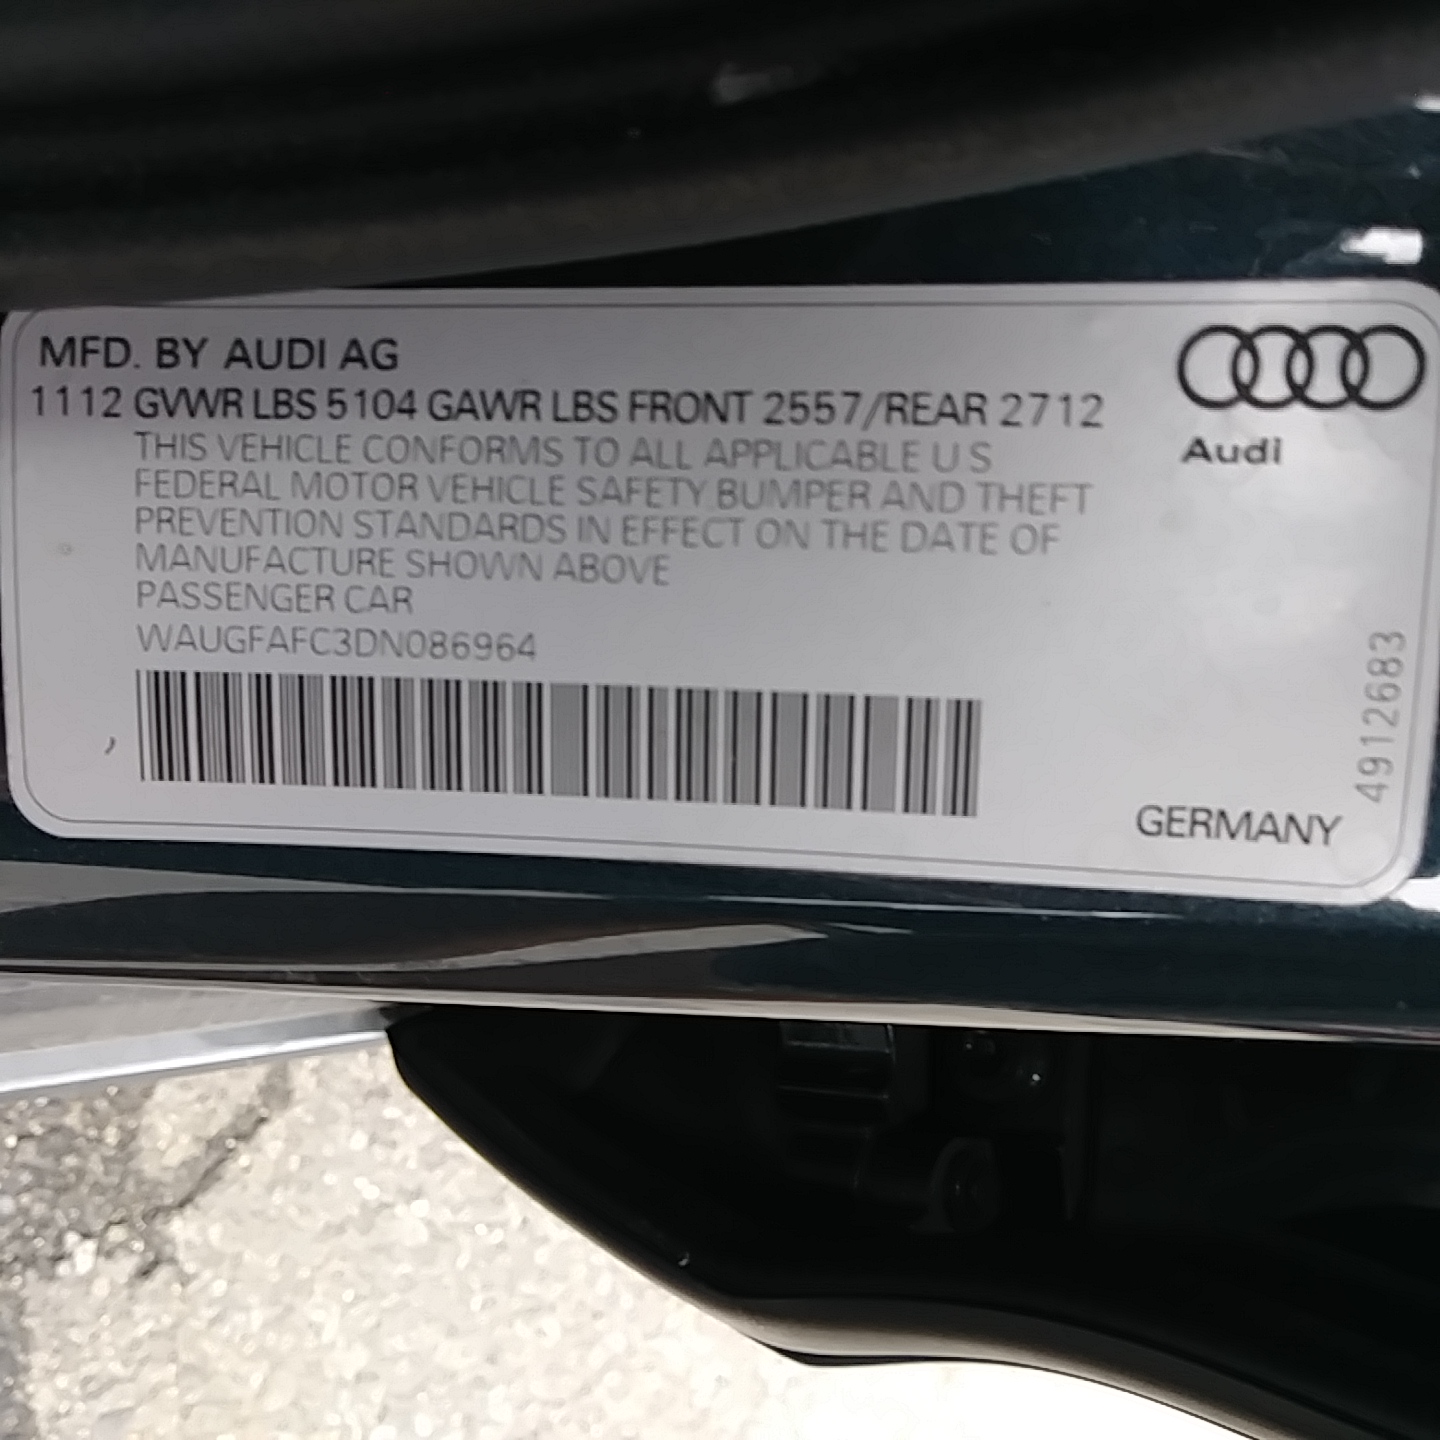 MFD. BY AUDI AG
1112 GVWR LBS 5104 GAWR LBS FRONT 2557/REAR 2712
THIS VEHICLE CONFORMS TO ALL APPLICABLE U S
FEDERAL MOTOR VEHICLE SAFETY BUMPER AND THEFT
PREVENTION STANDARDS IN EFFECT ON THE DATE OF
MANUFACTURE SHOWN ABOVE
PASSENGER CAR
WAUGFAFC3DN086964
Audi
4912683
GERMANY